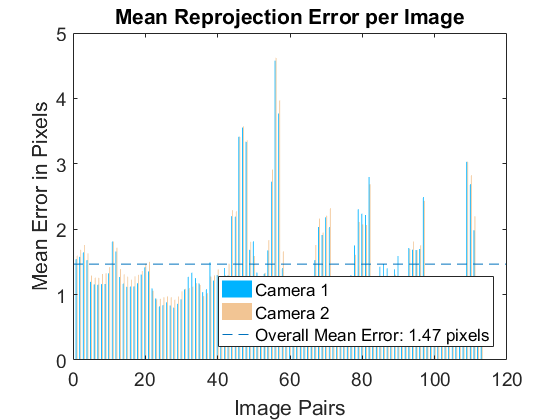 Mean Reprojection Error per Image
5
4
3
2
1
0
Mean Error in Pixels
Camera 1
Camera 2
Overall Mean Error: 1.47 pixels
0 20 40 60 80 100 120
Image Pairs